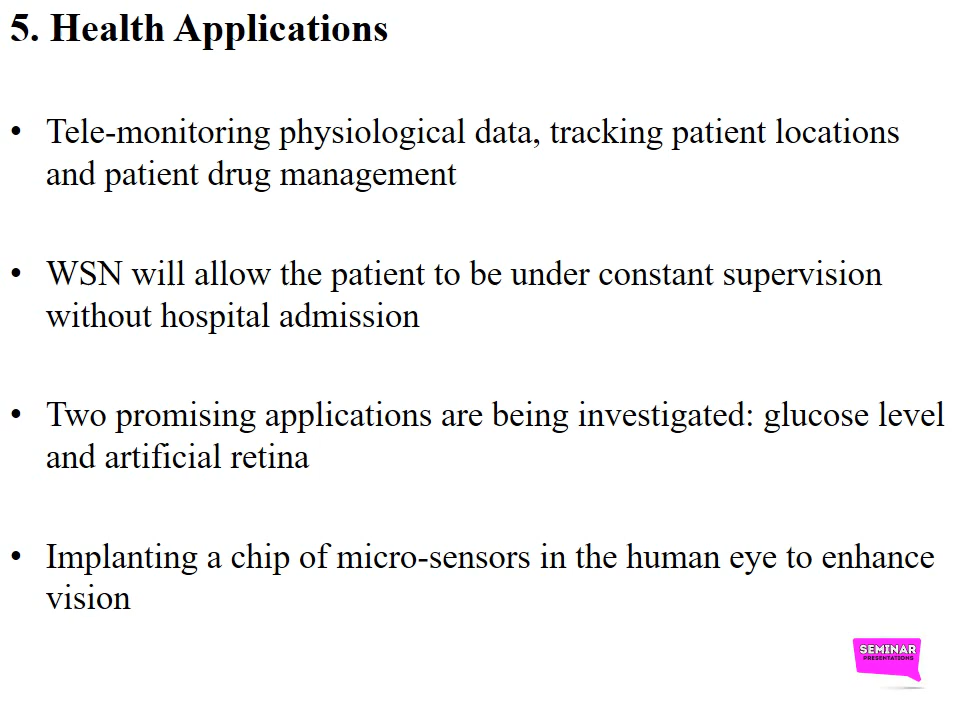 5. Health Applications
• Tele-monitoring physiological data, tracking patient locations
and patient drug management
• WSN will allow the patient to be under constant supervision
without hospital admission
• Two promising applications are being investigated: glucose level
and artificial retina
• Implanting a chip of micro-sensors in the human eye to enhance
vision
SEMINAR
PRESENTATIONS